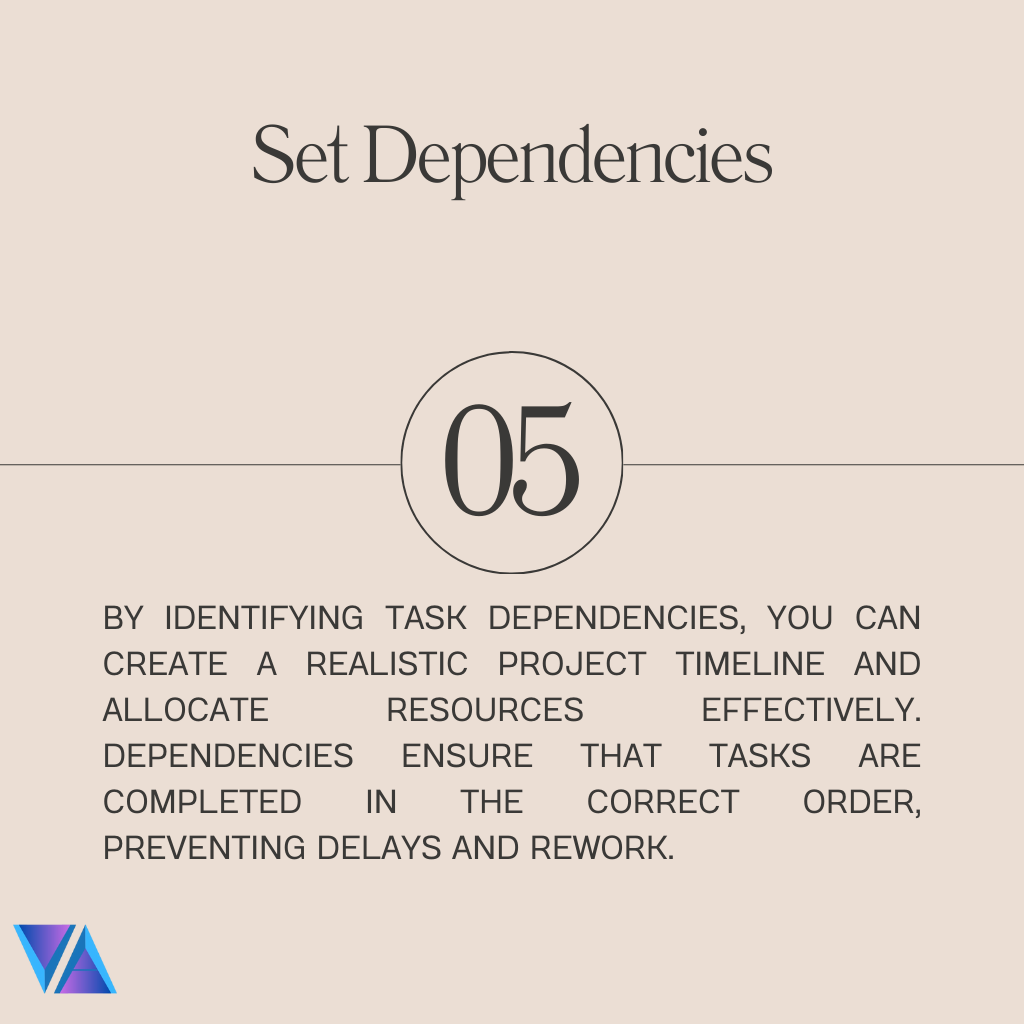 Set Dependencies
05
BY IDENTIFYING TASK DEPENDENCIES, YOU CAN
CREATE A REALISTIC PROJECT TIMELINE AND
ALLOCATE RESOURCES EFFECTIVELY.
DEPENDENCIES ENSURE THAT TASKS ARE
COMPLETED IN THE CORRECT ORDER,
PREVENTING DELAYS AND REWORK.
VA